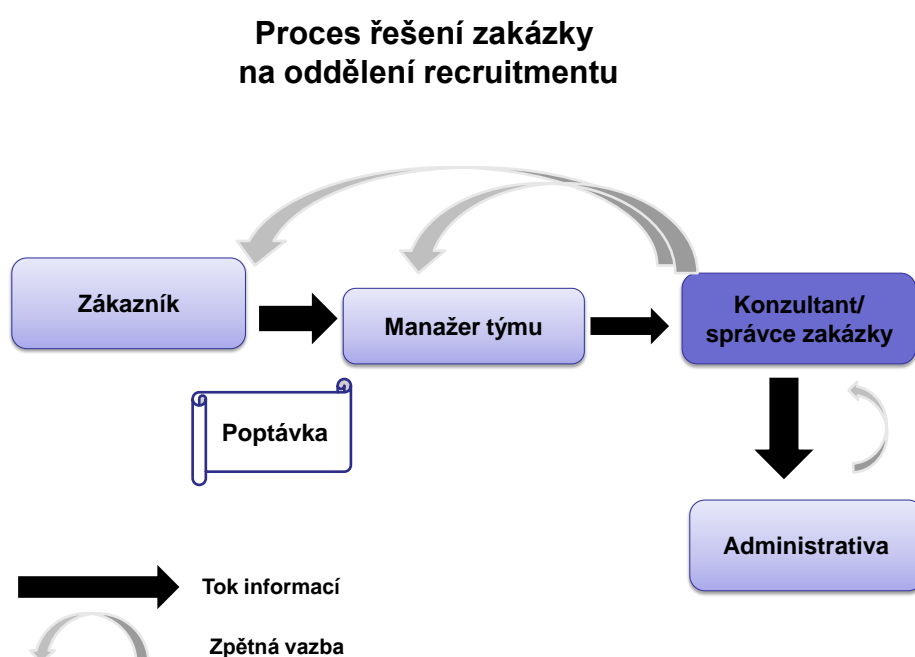 Proces řešení zakázky
na oddělení recruitmentu
Zákazník
Manažer týmu
Konzultant/
správce zakázky
Poptávka
Administrativa
Tok informací
Zpětná vazba